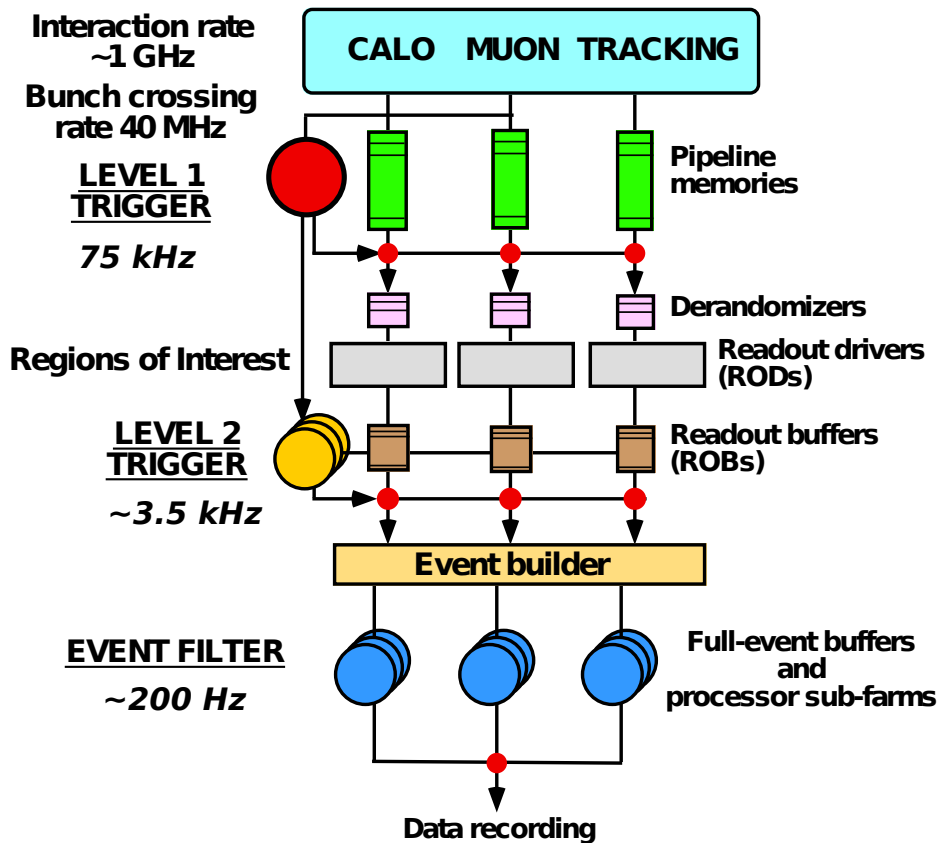 Interaction rate
~1 GHz
CALO MUON TRACKING
Bunch crossing
rate 40 MHz
LEVEL 1
TRIGGER
75 kHz
Pipeline
memories
Derandomizers
Regions of Interest
Readout drivers
(RODs)
LEVEL 2
TRIGGER
~3.5 kHz
Readout buffers
(ROBs)
Event builder
EVENT FILTER
~200 Hz
Full-event buffers
and
processor sub-farms
Data recording